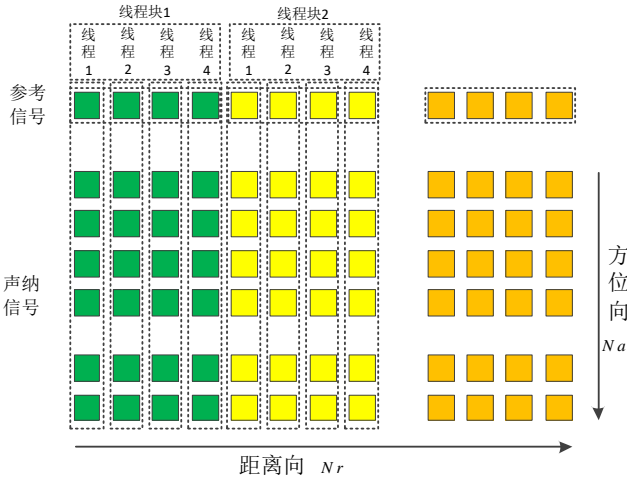 线程块1 线程块2
线程1 线程2 线程3 线程4 线程1 线程2 线程3 线程4
参考
信号
声纳
信号
方位向
Na
距离向 Nr